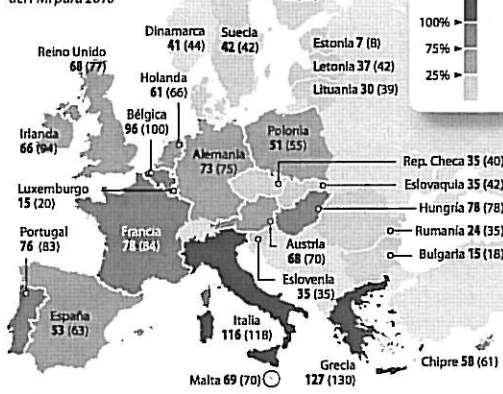 del FMI para 2010
100%
75%
25%
Dinamarca
41 (44)
Suecia
42 (42)
Reino Unido
68 (77)
Holanda
61 (66)
Estonia 7 (8)
Letonia 37 (42)
Lituania 30 (39)
Bélgica
96 (100)
Irlanda
66 (94)
Polonia
51 (55)
Alemania
73 (75)
Rep. Checa 35 (40)
Eslovaquia 35 (42)
Luxemburgo
15 (20)
Hungría 78 (78)
Portugal
76 (83)
Francia
78 (84)
Austria
68 (70)
Rumanía 24 (35)
Bulgaria 15 (18)
Eslovenia
35 (35)
España
53 (63)
Italia
116 (118)
Grecia
127 (130)
Chipre 58 (61)
Malta 69 (70)